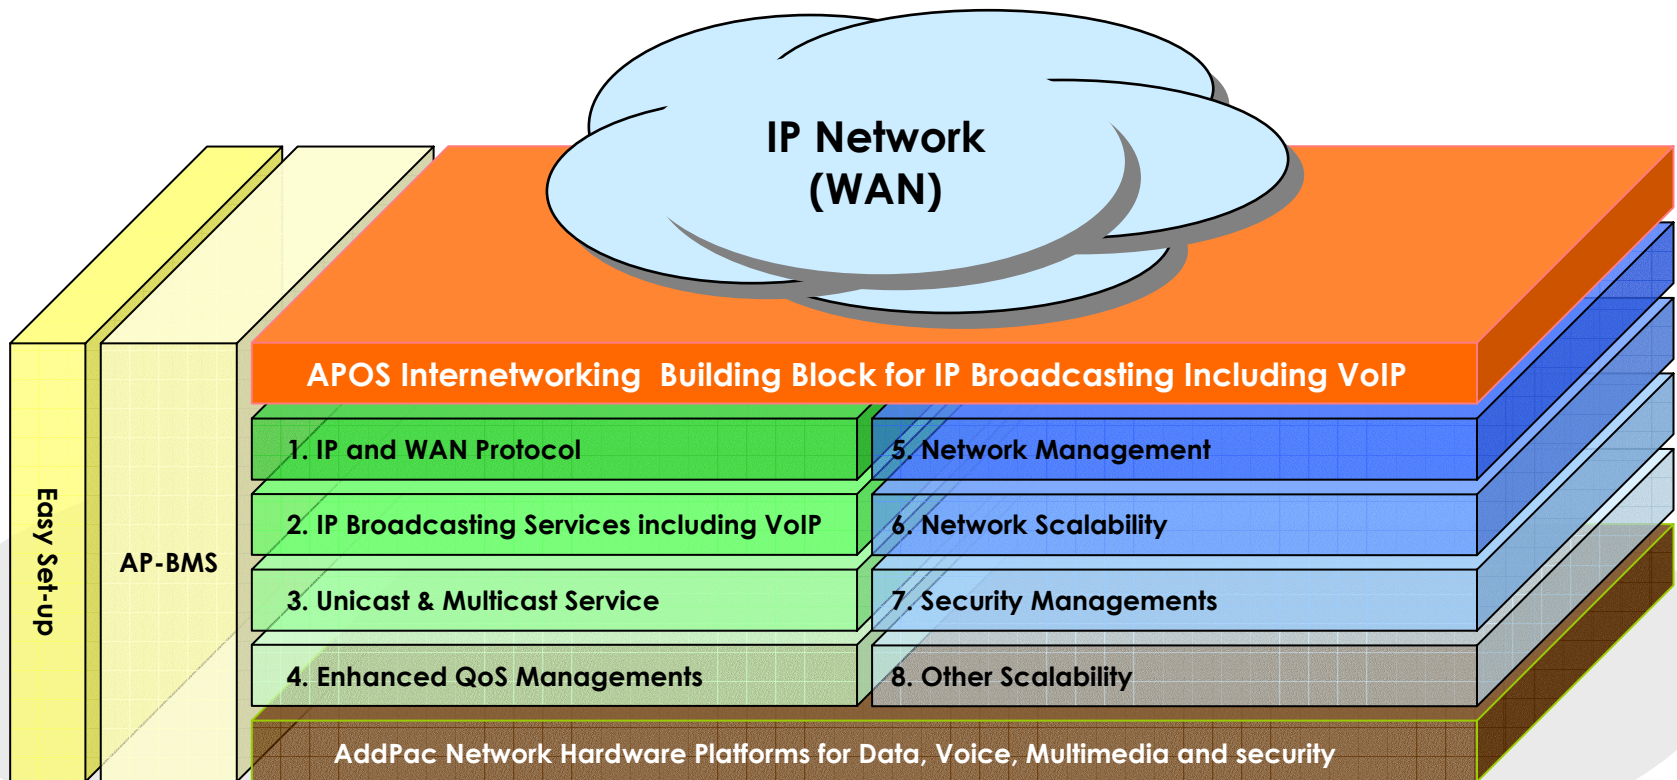 IP Network
(WAN)
APOS Internetworking Building Block for IP Broadcasting Including VoIP
1. IP and WAN Protocol
5. Network Management
2. IP Broadcasting Services including VoIP
6. Network Scalability
3. Unicast & Multicast Service
7. Security Managements
4. Enhanced QoS Managements
8. Other Scalability
Easy Set-up
AP-BMS
AddPac Network Hardware Platforms for Data, Voice, Multimedia and security